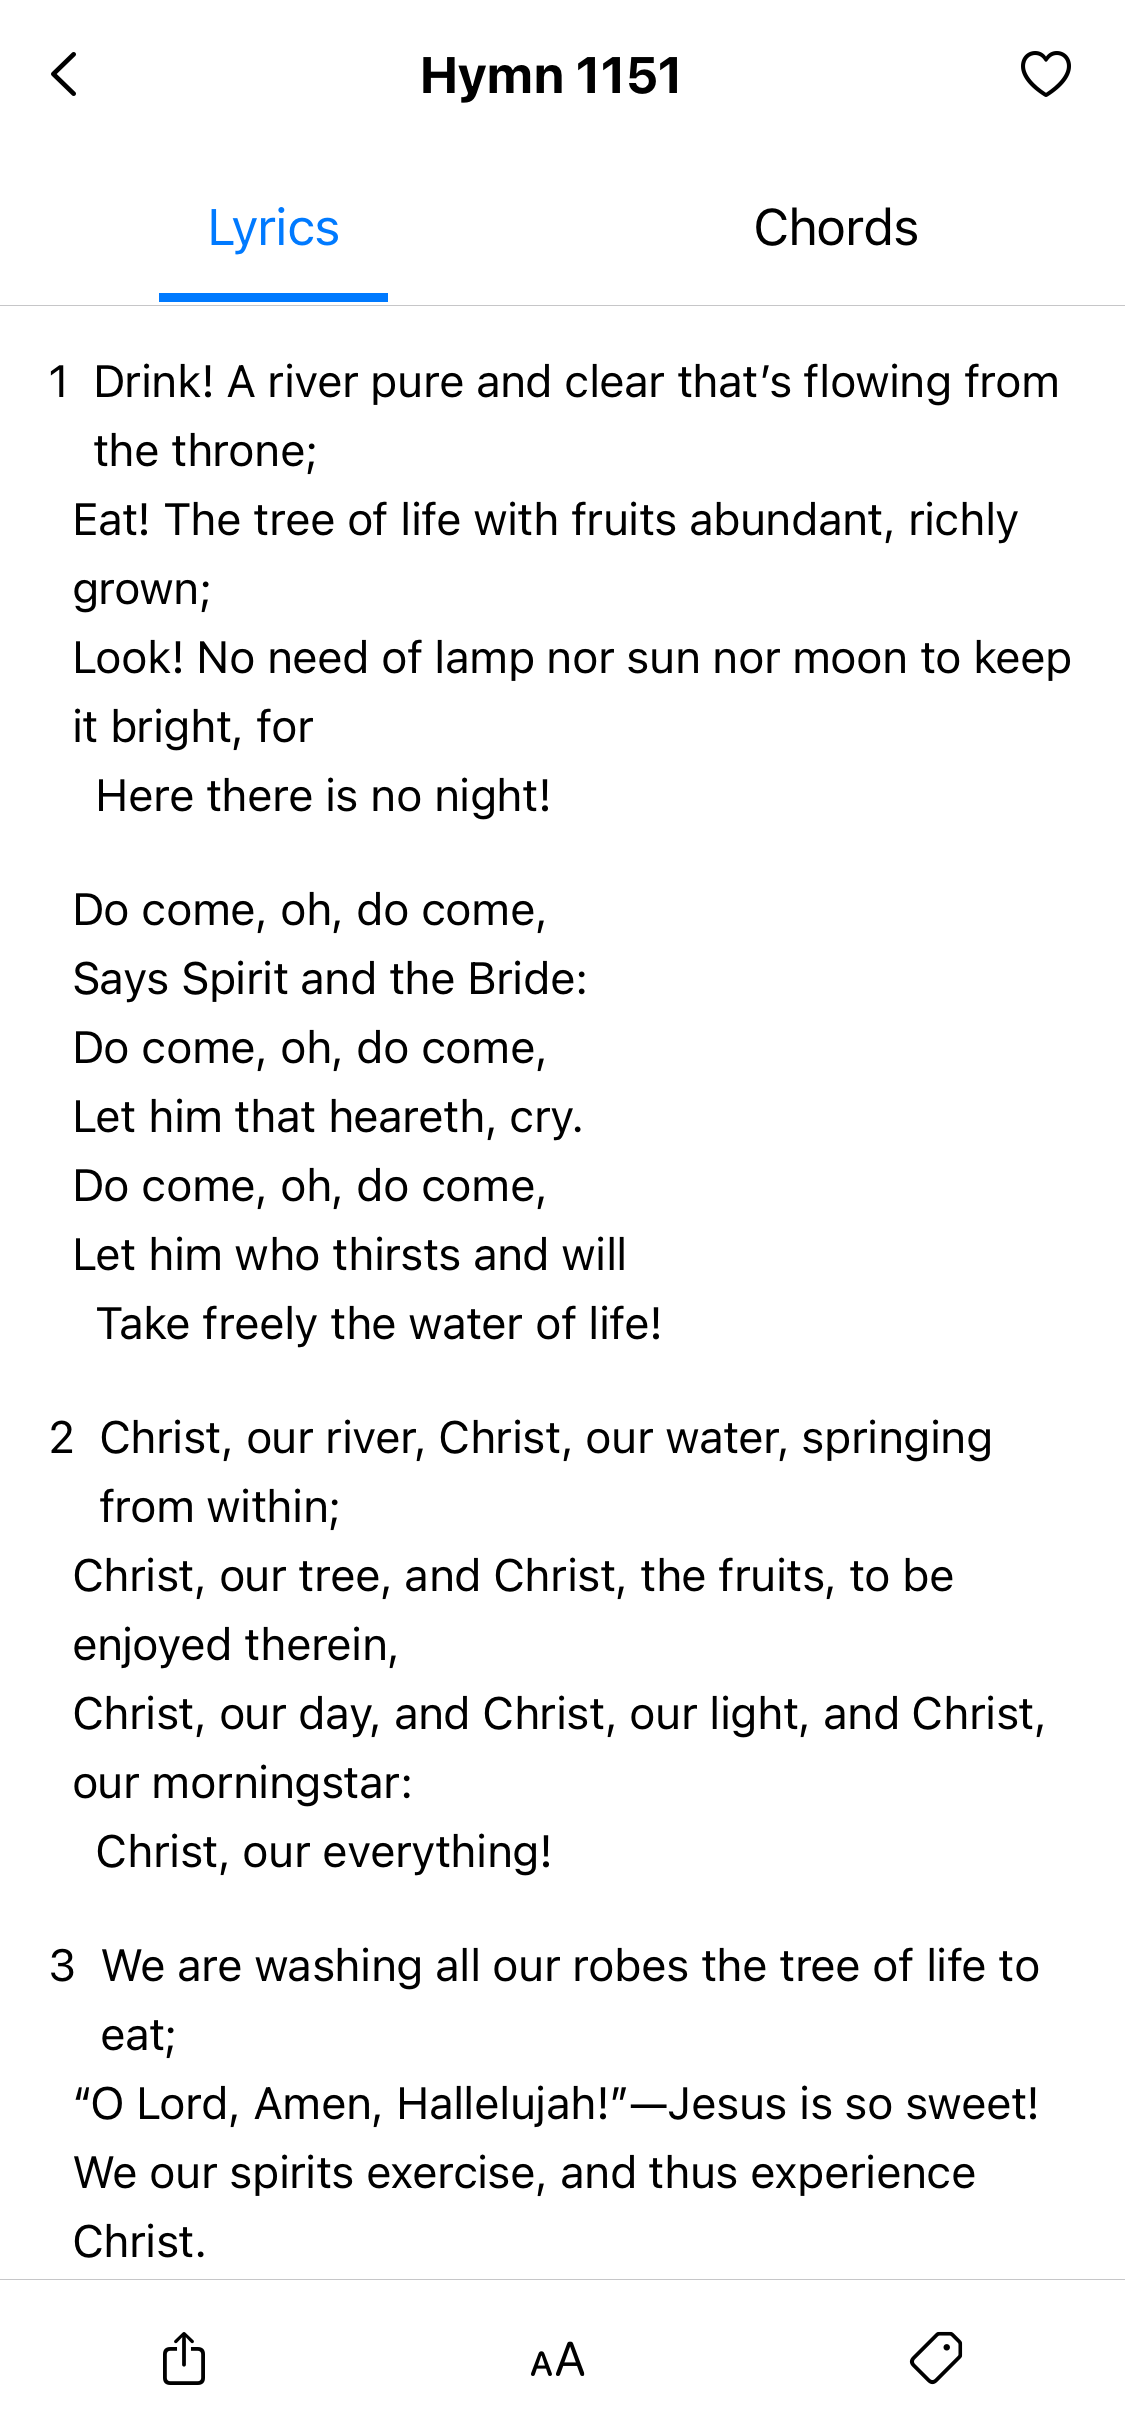 Hymn 1151
Lyrics
Chords
1 Drink! A river pure and clear that’s flowing from
the throne;
Eat! The tree of life with fruits abundant, richly
grown;
Look! No need of lamp nor sun nor moon to keep
it bright, for
Here there is no night!
Do come, oh, do come,
Says Spirit and the Bride:
Do come, oh, do come,
Let him that heareth, cry.
Do come, oh, do come,
Let him who thirsts and will
Take freely the water of life!
2 Christ, our river, Christ, our water, springing
from within;
Christ, our tree, and Christ, the fruits, to be
enjoyed therein,
Christ, our day, and Christ, our light, and Christ,
our morningstar:
Christ, our everything!
3 We are washing all our robes the tree of life to
eat;
“O Lord, Amen, Hallelujah!”—Jesus is so sweet!
We our spirits exercise, and thus experience
Christ.
AA